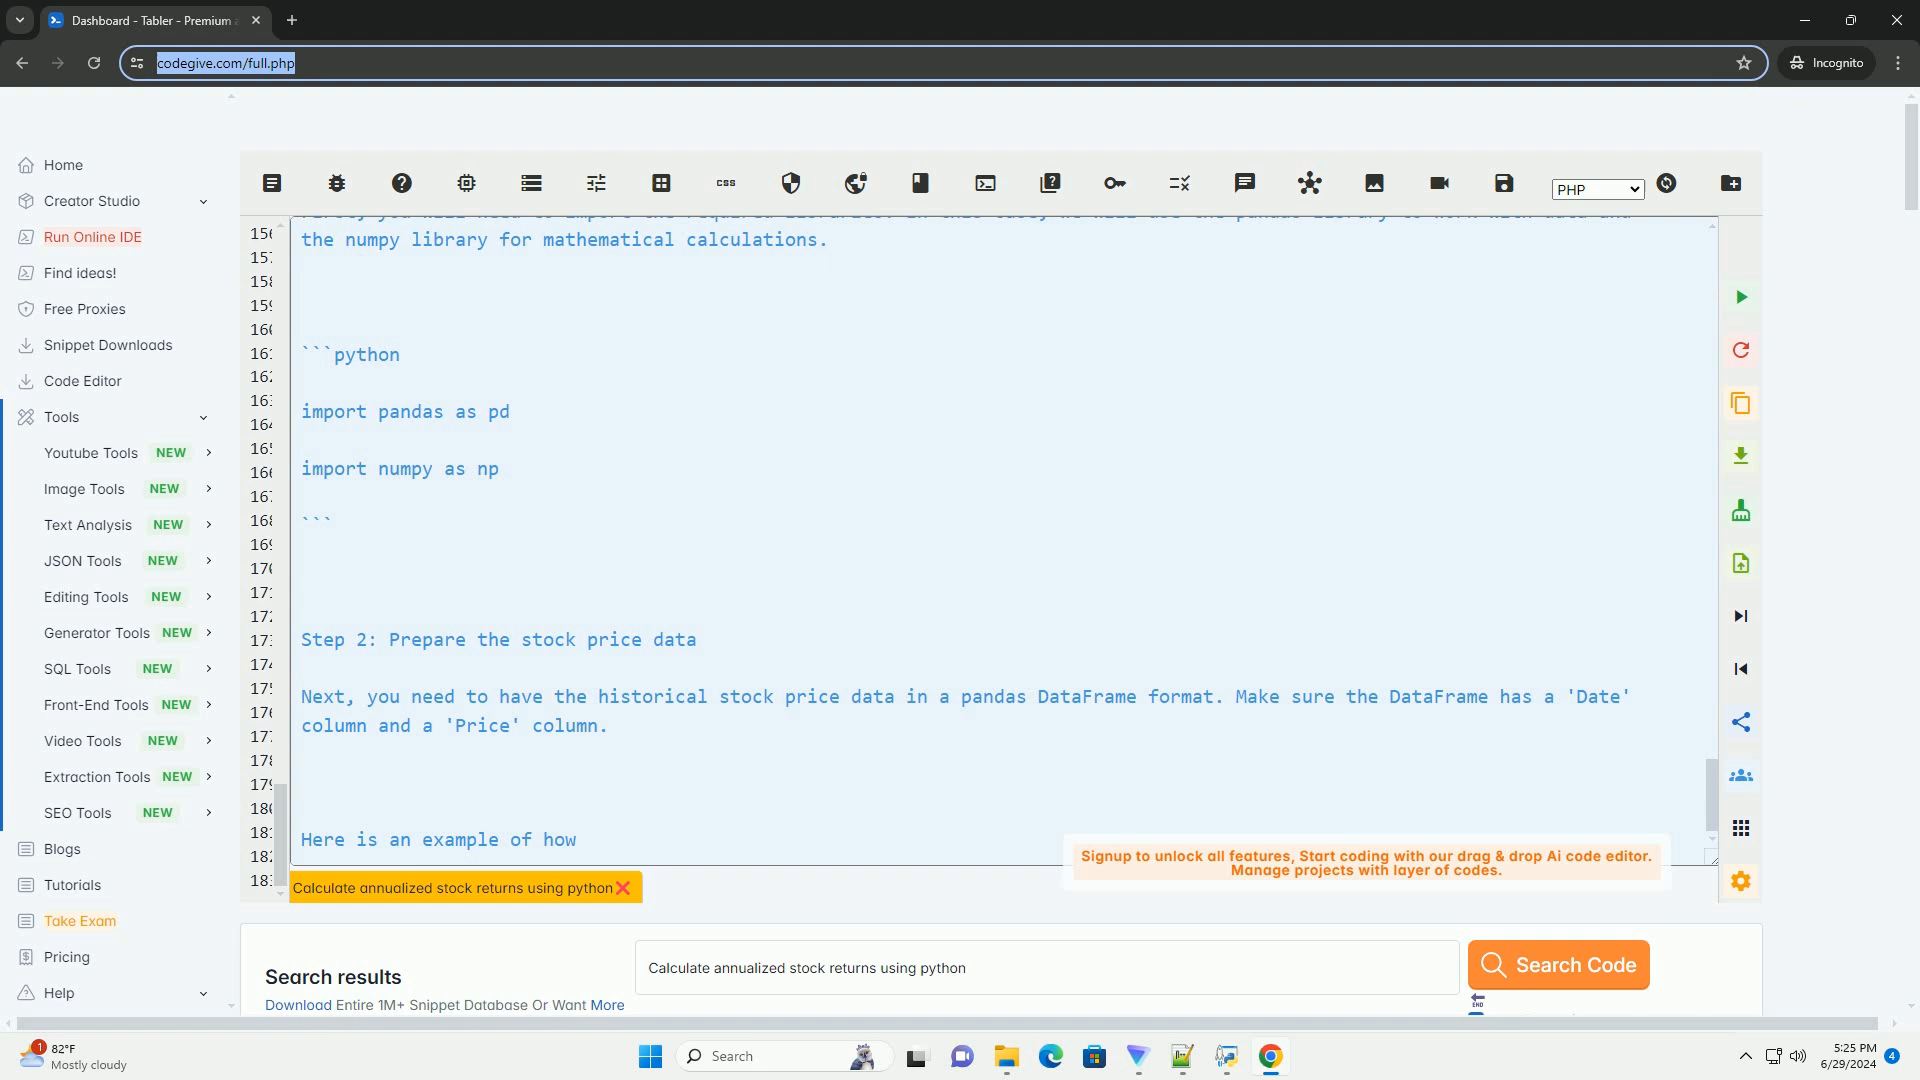 Dashboard - Tabler - Premium
codegive.com/full.php
Incognito
Home
Creator Studio
Run Online IDE
Find ideas!
Free Proxies
Snippet Downloads
Code Editor
Tools
Youtube Tools NEW
Image Tools NEW
Text Analysis NEW
JSON Tools NEW
Editing Tools NEW
Generator Tools NEW
SQL Tools NEW
Front-End Tools NEW
Video Tools NEW
Extraction Tools NEW
SEO Tools NEW
Blogs
Tutorials
Take Exam
Pricing
Help
CSS
PHP
the numpy library for mathematical calculations.
```python
import pandas as pd
import numpy as np
```
Step 2: Prepare the stock price data
Next, you need to have the historical stock price data in a pandas DataFrame format. Make sure the DataFrame has a 'Date'
column and a 'Price' column.
Here is an example of how
Signup to unlock all features, Start coding with our drag & drop Ai code editor.
Manage projects with layer of codes.
Calculate annualized stock returns using python
Search results
Download Entire 1M+ Snippet Database Or Want More
Calculate annualized stock returns using python
Search Code
END
1
82°F
Mostly cloudy
Search
5:25 PM
6/29/2024
4